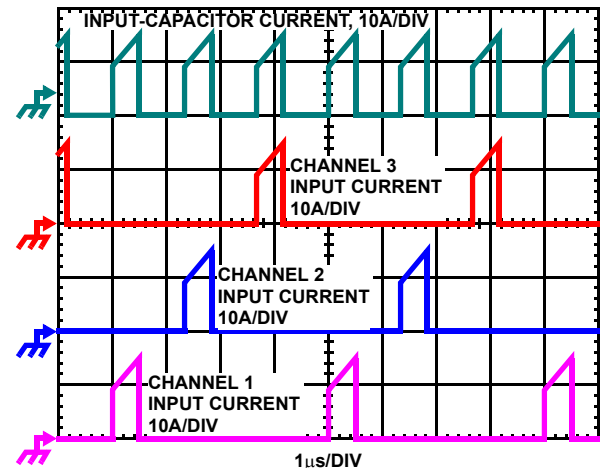 INPUT-CAPACITOR CURRENT, 10A/DIV
CHANNEL 3
INPUT CURRENT
10A/DIV
CHANNEL 2
INPUT CURRENT
10A/DIV
CHANNEL 1
INPUT CURRENT
10A/DIV
1μs/DIV